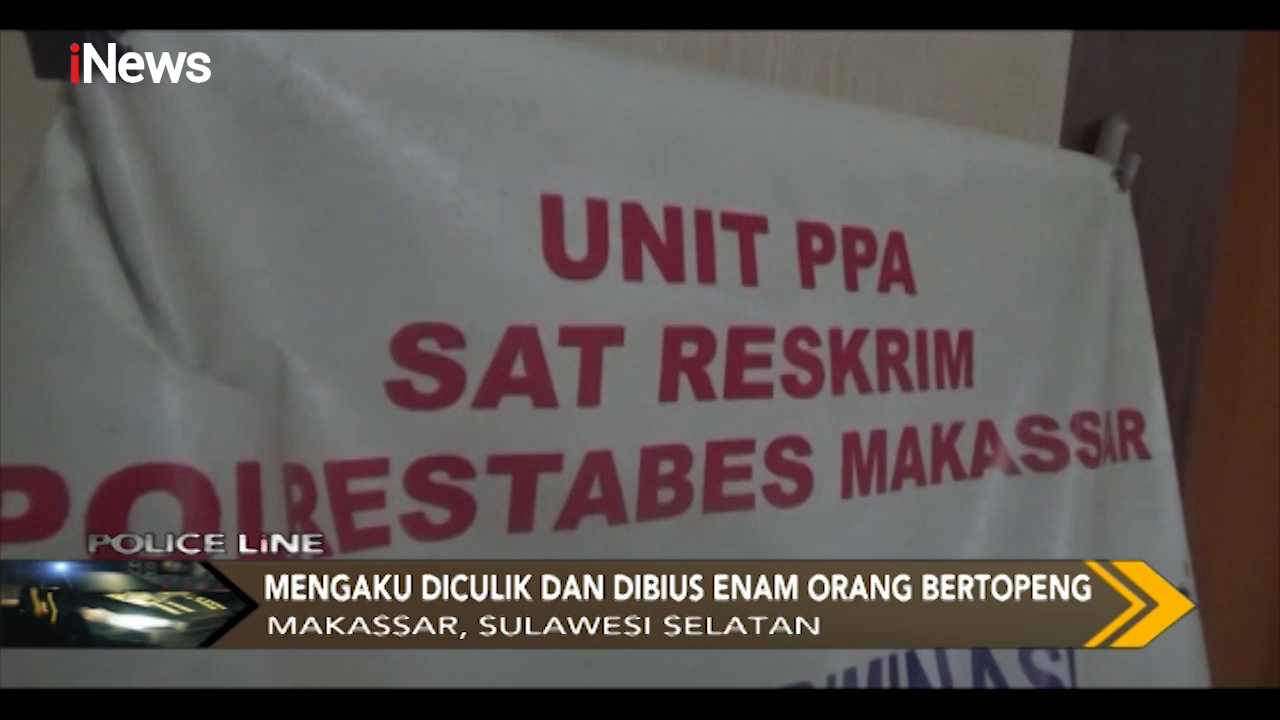 iNews
UNIT PPA
SAT RESKRIM
POLRESTABES MAKASSAR
POLICE LiNE
MENGAKU DICULIK DAN DIBIUS ENAM ORANG BERTOPENG
MAKASSAR, SULAWESI SELATAN